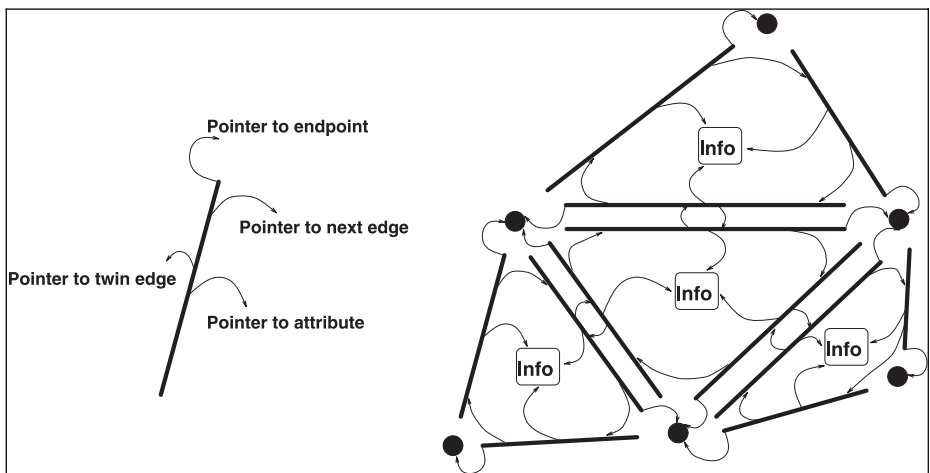 Pointer to endpoint
Pointer to next edge
Pointer to twin edge
Pointer to attribute
Info
Info
Info
Info